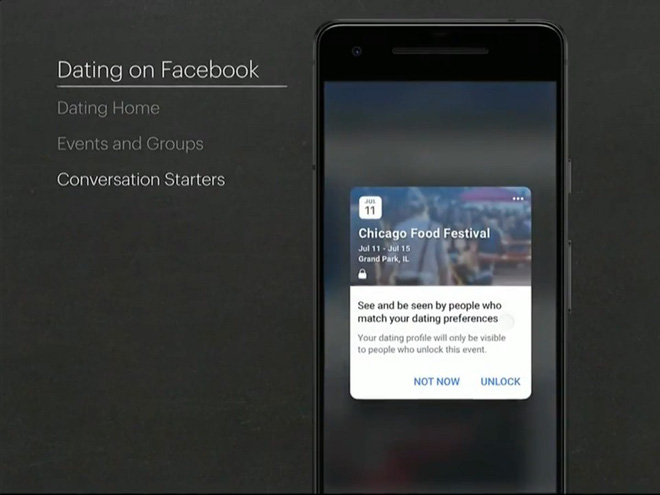 Dating on Facebook
Dating Home
Events and Groups
Conversation Starters
11
Chicago Food Festival
Jul 11 - Jul 15
Grand Park, IL
See and be seen by people who
match your dating preferences
Your dating profile will only be visible
to people who unlock this event.
NOT NOW UNLOCK